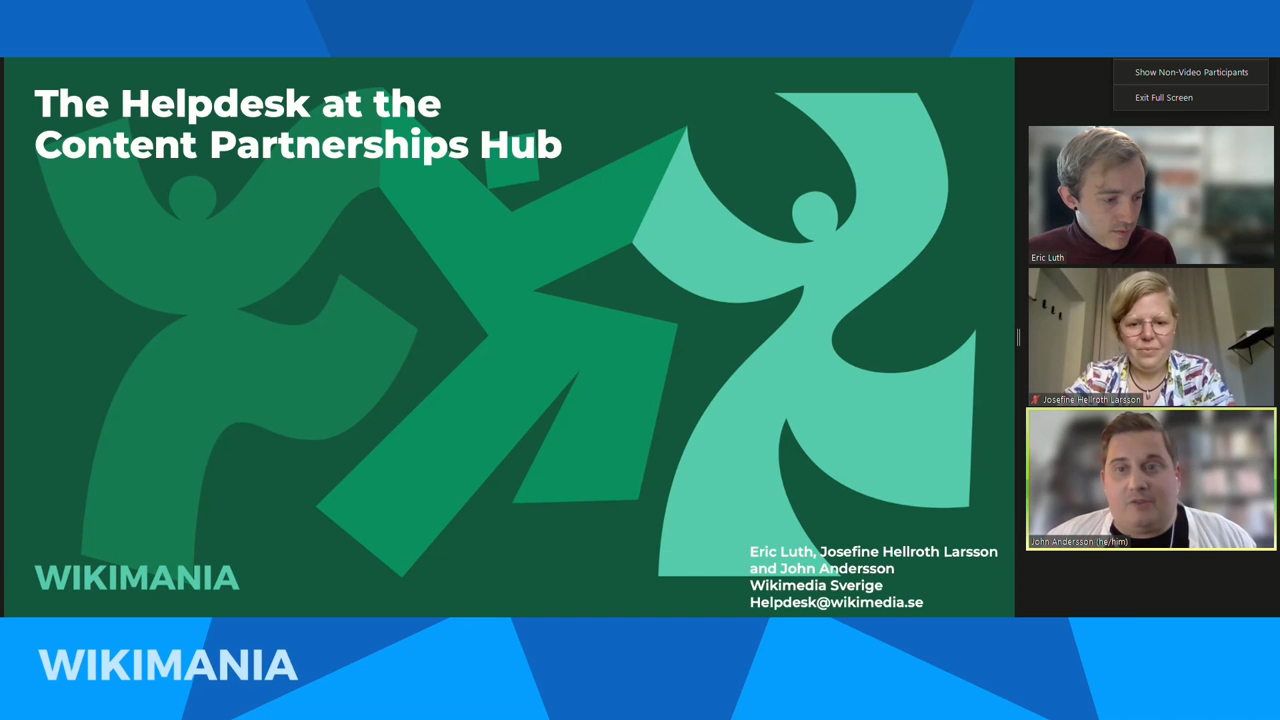 The Helpdesk at the
Content Partnerships Hub
WIKIMANIA
Eric Luth, Josefine Hellroth Larsson
and John Andersson
Wikimedia Sverige
Helpdesk@wikimedia.se
Show Non-Video Participants
Exit Full Screen
Eric Luth
Josefine Hellroth Larsson
John Andersson (he/him)
WIKIMANIA